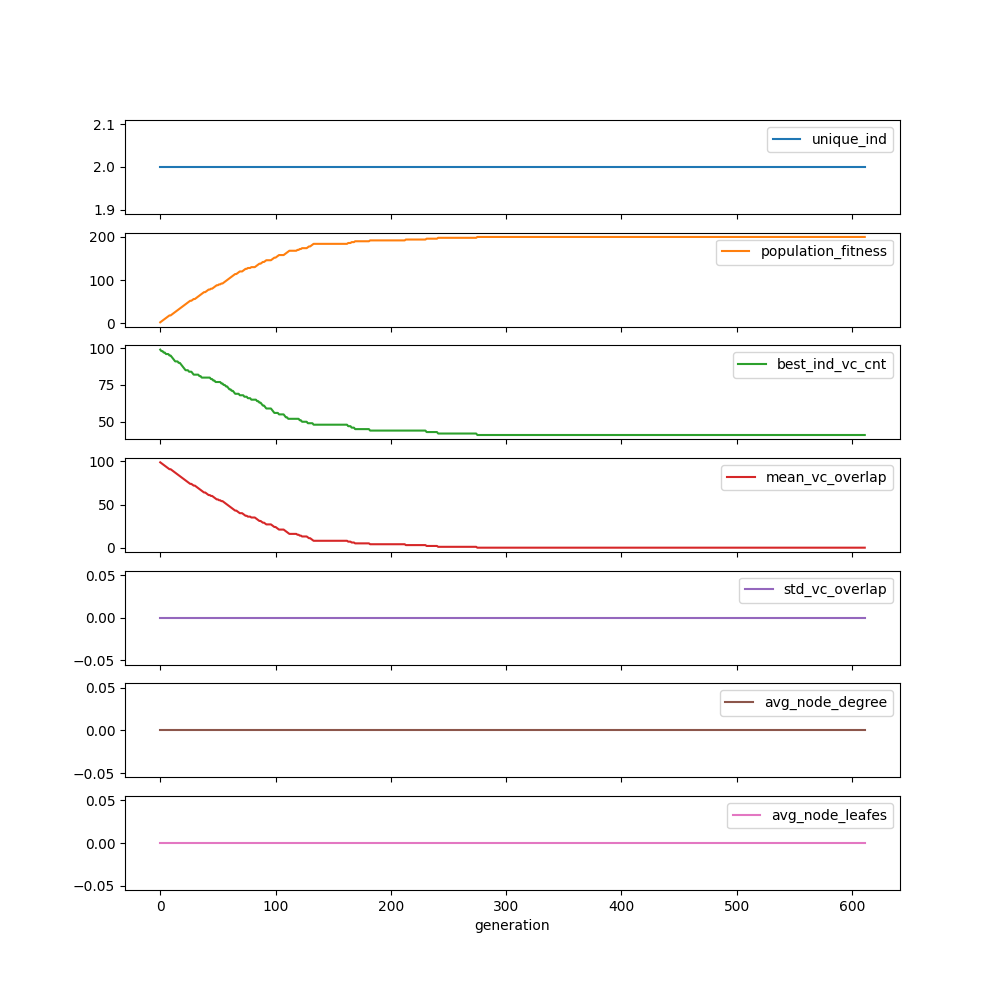 2.1
unique_ind
2.0
1.9
200
population_fitness
100
0
100
best_ind_vc_cnt
75
50
100
mean_vc_overlap
50
0
0.05
std_vc_overlap
0.00
−0.05
0.05
avg_node_degree
0.00
−0.05
0.05
avg_node_leafes
0.00
−0.05
0 100 200 300 400 500 600
generation